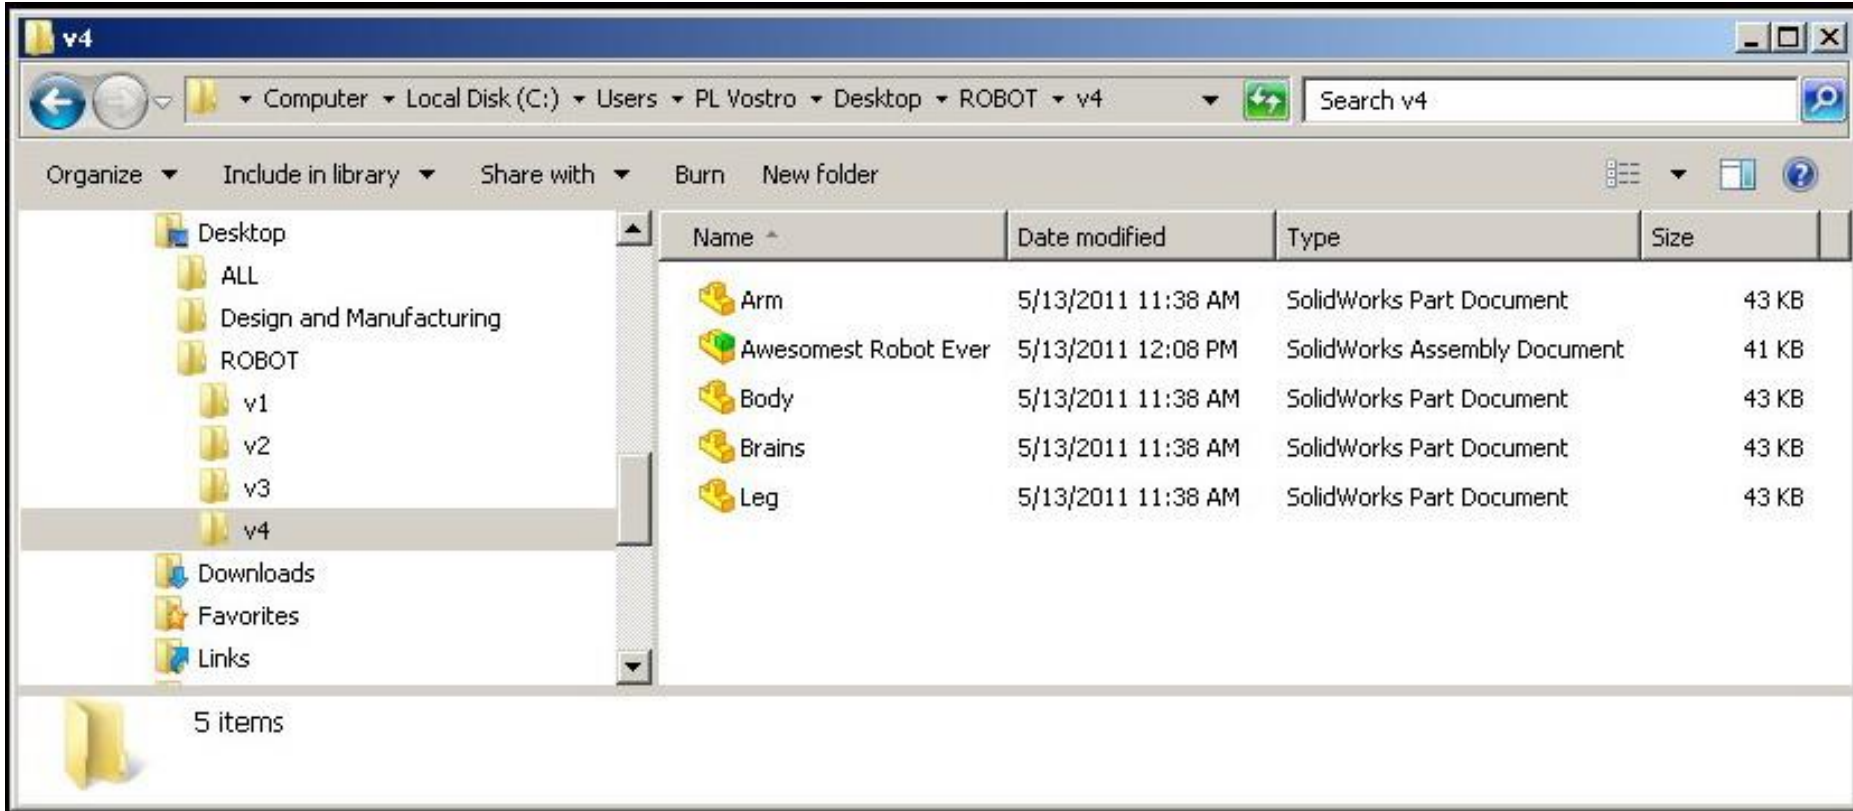 v4
Computer Local Disk (C:) Users PL Vostro Desktop ROBOT v4 Search v4
Organize Include in library Share with Burn New folder
Desktop
ALL
Design and Manufacturing
ROBOT
v1
v2
v3
v4
Downloads
Favorites
Links
Name Date modified Type Size
Arm 5/13/2011 11:38 AM SolidWorks Part Document 43 KB
Awesomest Robot Ever 5/13/2011 12:08 PM SolidWorks Assembly Document 41 KB
Body 5/13/2011 11:38 AM SolidWorks Part Document 43 KB
Brains 5/13/2011 11:38 AM SolidWorks Part Document 43 KB
Leg 5/13/2011 11:38 AM SolidWorks Part Document 43 KB
5 items